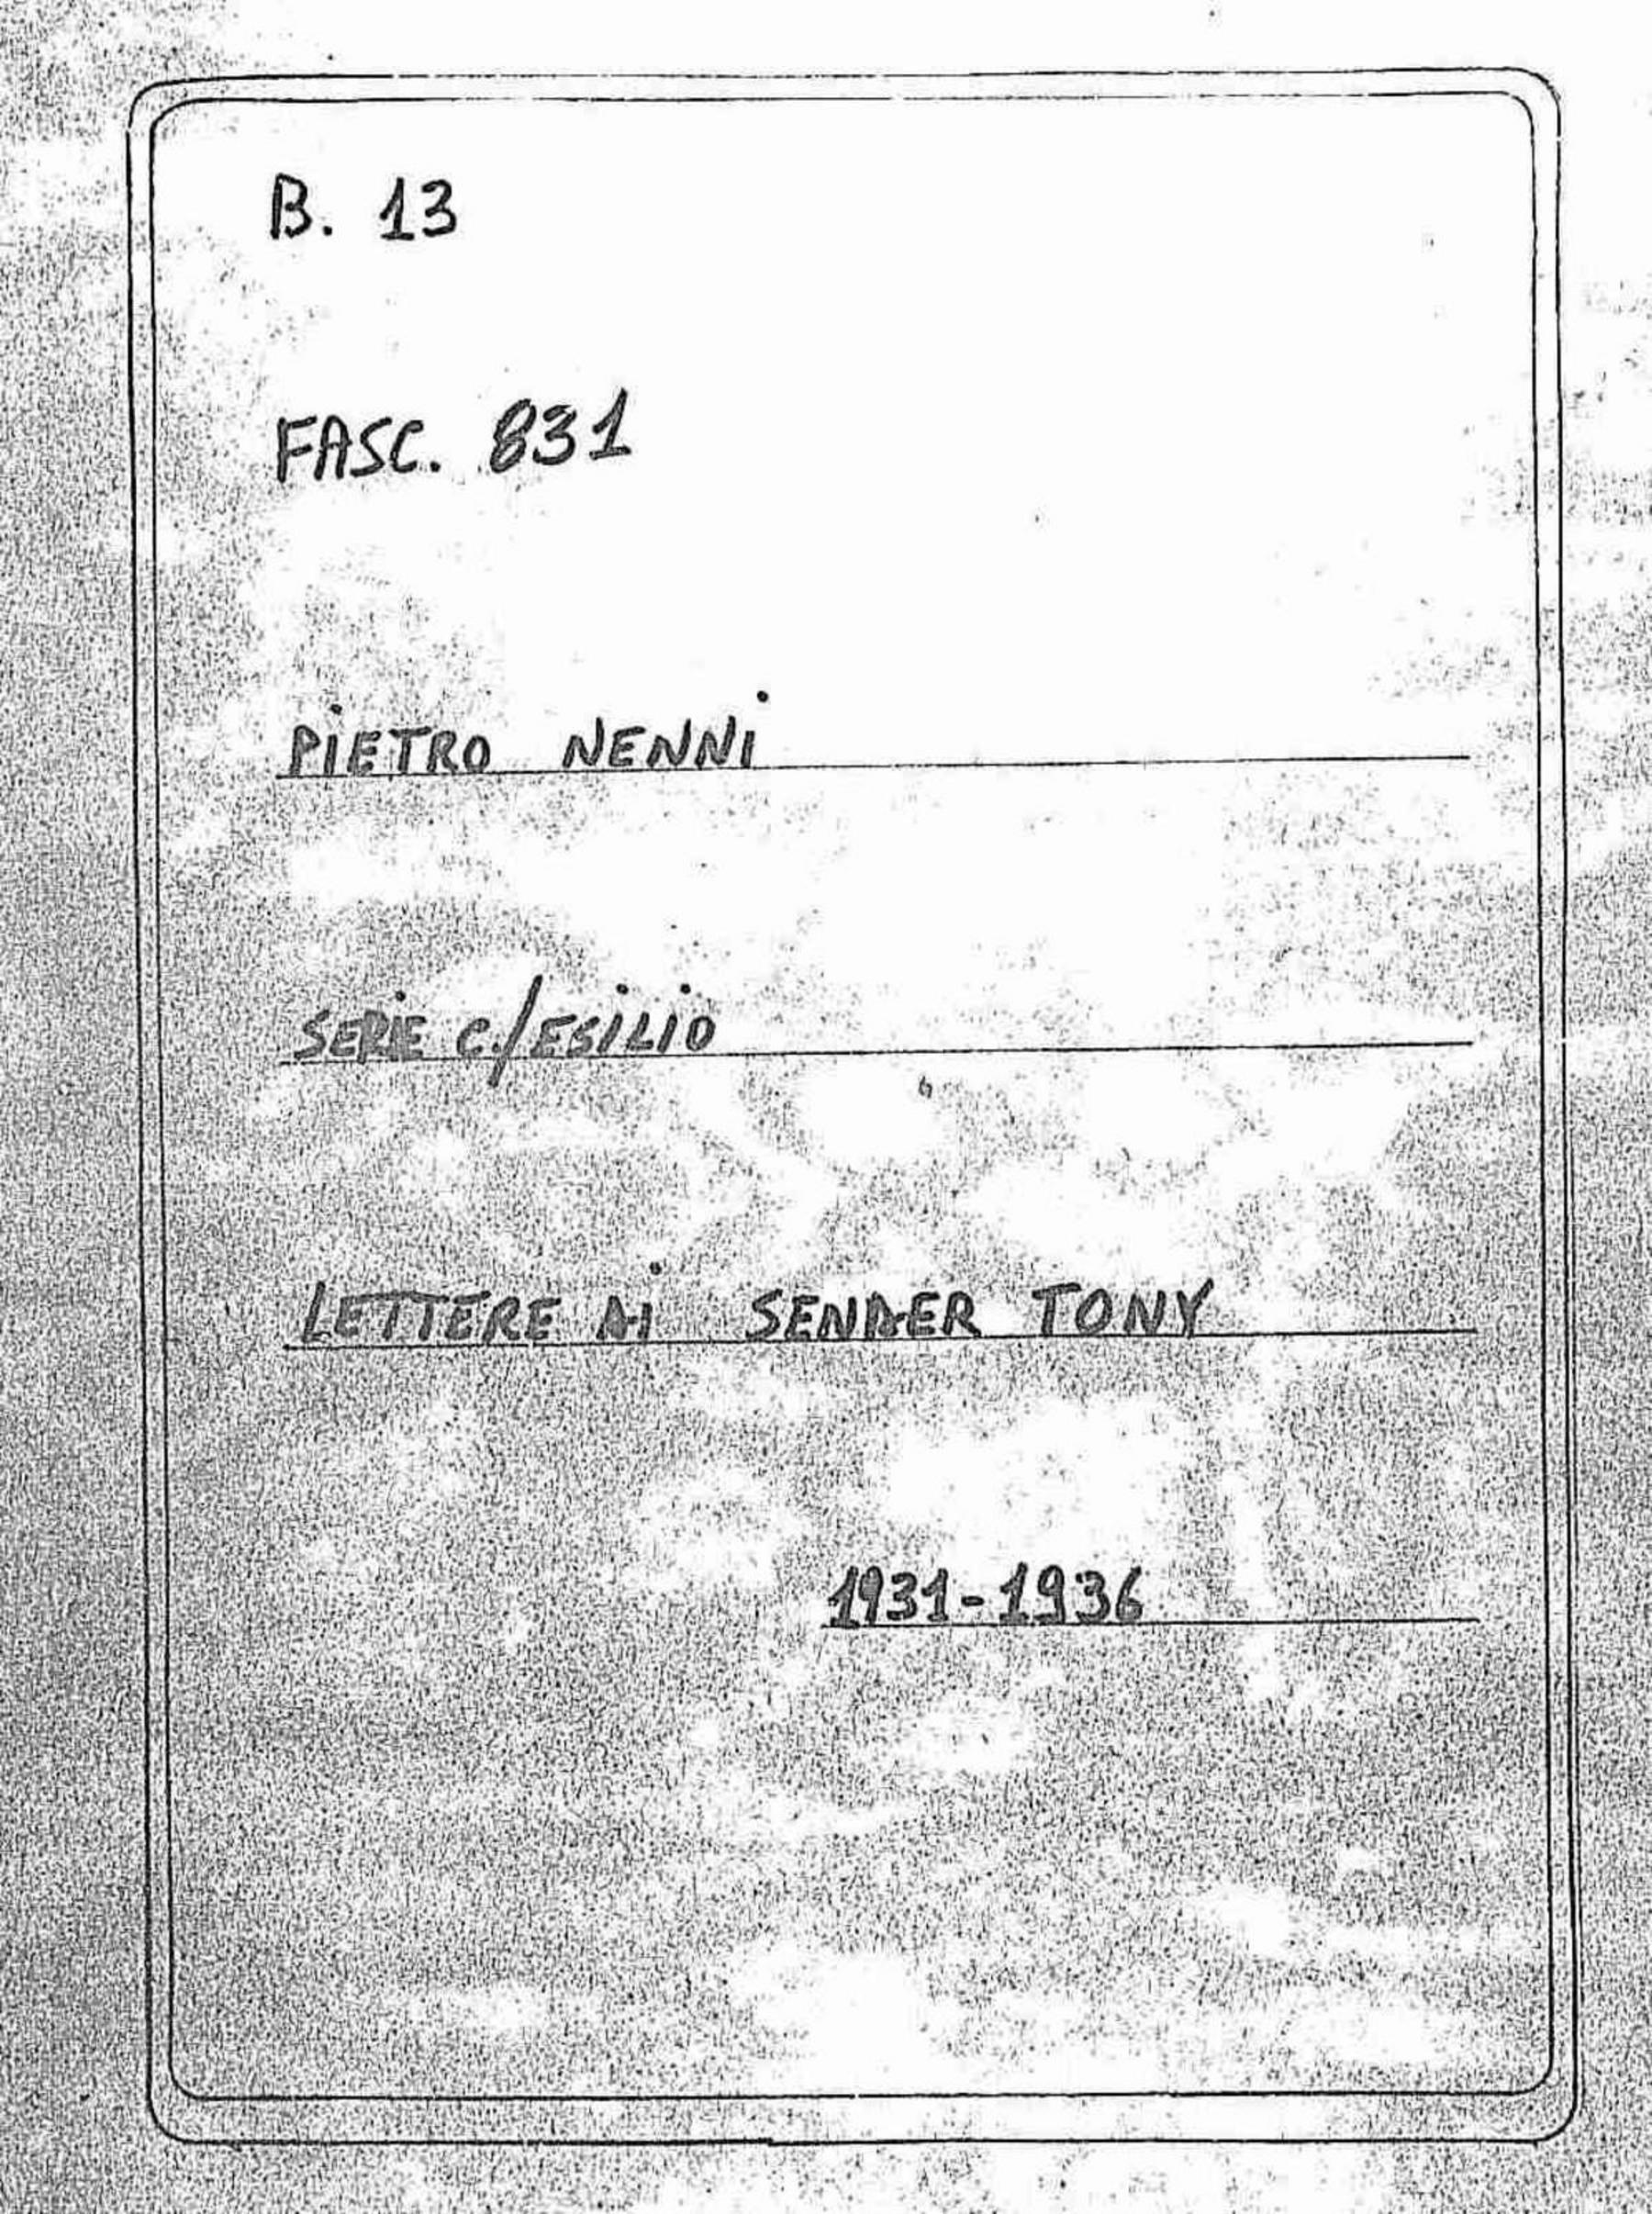 B. 13
FASC. 831
PIETRO NENNI
SERIE C./ESILIO
LETTERE DI SENDER TONY
1931-1936